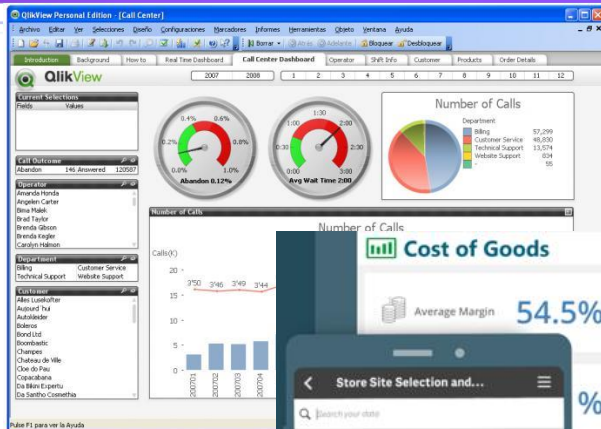 QlikView Personal Edition - [Call Center]
Archivo Editar Ver Selecciones Diseño Configuraciones Marcadores Informes Herramientas Objeto Ventana Ayuda
Borrar Atrás Adelante Bloquear Desbloquear
Introduction Background How to Real Time Dashboard Call Center Dashboard Operator Shift Info Customer Products Order Details
QlikView
2007 2008 1 2 3 4 5 6 7 8 9 10 11 12
Current Selections
Fields Values
Call Outcome
Abandon 146 Answered 120587
Operator
Amanda Honda
Angelen Carter
Bima Malek
Brad Taylor
Brenda Gibson
Brenda Kegler
Carolyn Halmon
Department
Billing Customer Service
Technical Support Website Support
Customer
Alles Lusekofter
Aujourd 'hui
Autokleider
Boleros
Bond Ltd
Boombastic
Champes
Chateau de Ville
Cloe do Pau
Copacabana
Da Bikini Expertu
Da Santho Cosmethia
0.0% 0.2% 0.4% 0.6% 0.8% 1.0%
Abandon 0.12%
0:00 0:30 1:00 1:30 2:00 2:30 3:00
Avg Wait Time 2:00
Number of Calls
Department
Billing 57,299
Customer Service 48,830
Technical Support 13,574
Website Support 834
- 55
Number of Calls
Number of Calls
Calls(K)
20
15
10
5
0
3'50 3'46 3'49 3'44
200701 200702 200703 200704
Cost of Goods
Average Margin 54.5%
%
Store Site Selection and...
Search your data
Pulse F1 para ver la Ayuda